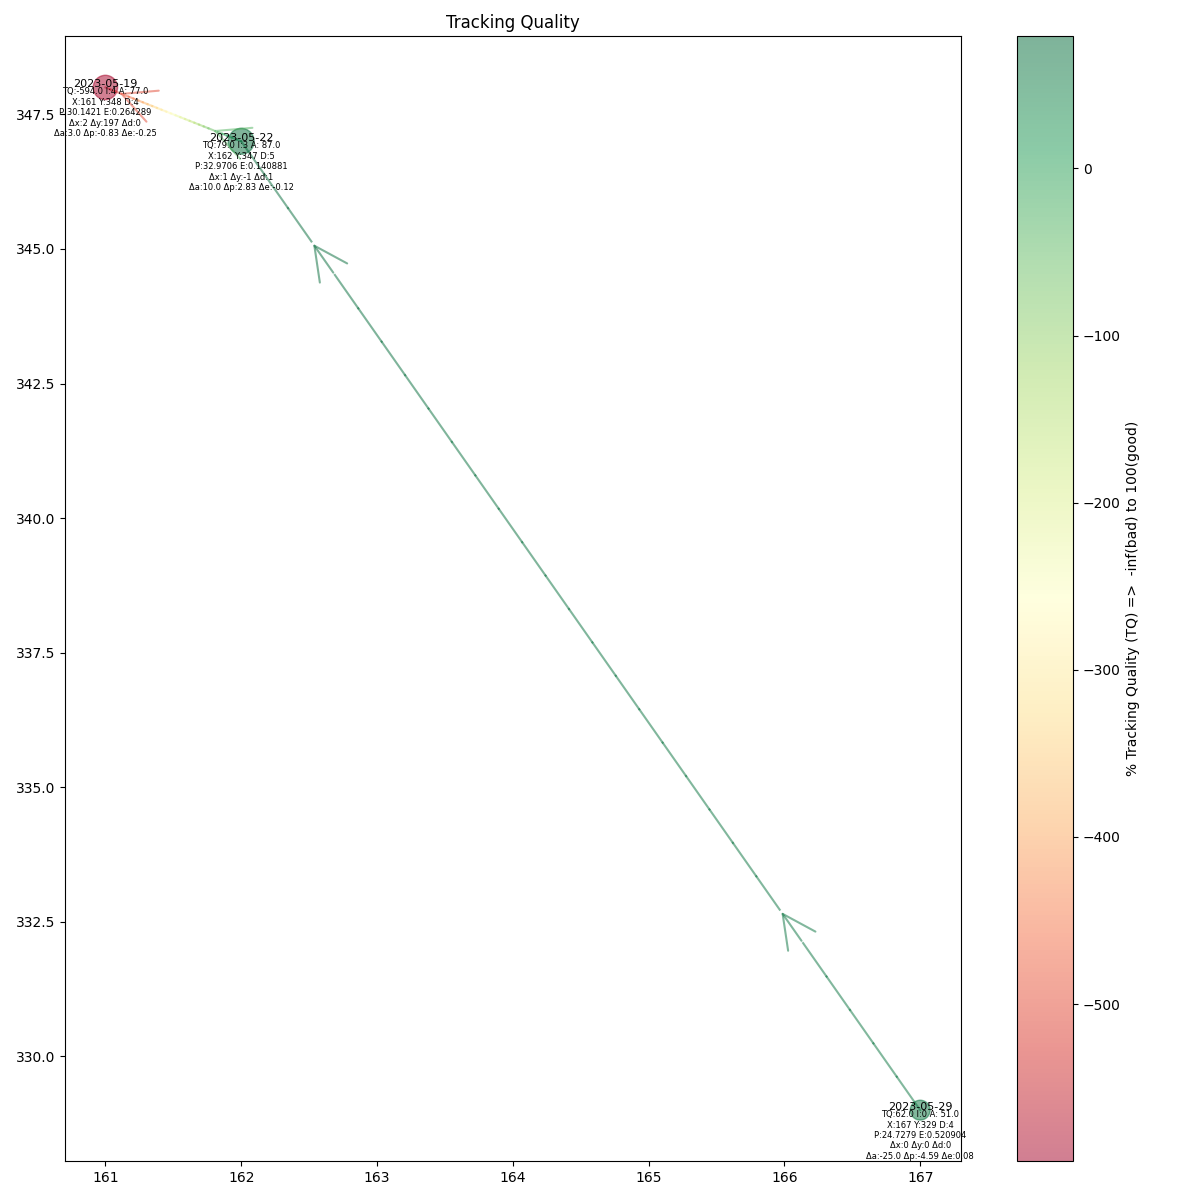 Tracking Quality
2023-05-19
TQ:-594.0 I:4 A: 77.0
X:161 Y:348 D:4
P:30.1421 E:0.264289
Δx:2 Δy:197 Δd:0
Δa:3.0 Δp:-0.83 Δe:-0.25
2023-05-22
A: 87.0
X:162 Y:347 D:5
P:32.9706 E:0.140881
Δx:1 Δy:-1 Δd:1
Δa:10.0 Δp:2.83 Δe:-0.12
2023-05-29
TQ:62.0 I:0 A: 51.0
X:167 Y:329 D:4
P:24.7279 E:0.520904
Δx:0 Δy:0 Δd:0
Δa:-25.0 Δp:-4.59 Δe:0.08
347.5
345.0
342.5
340.0
337.5
335.0
332.5
330.0
161
162
163
164
165
166
167
0
−100
−200
−300
−400
−500
% Tracking Quality (TQ) => -inf(bad) to 100(good)